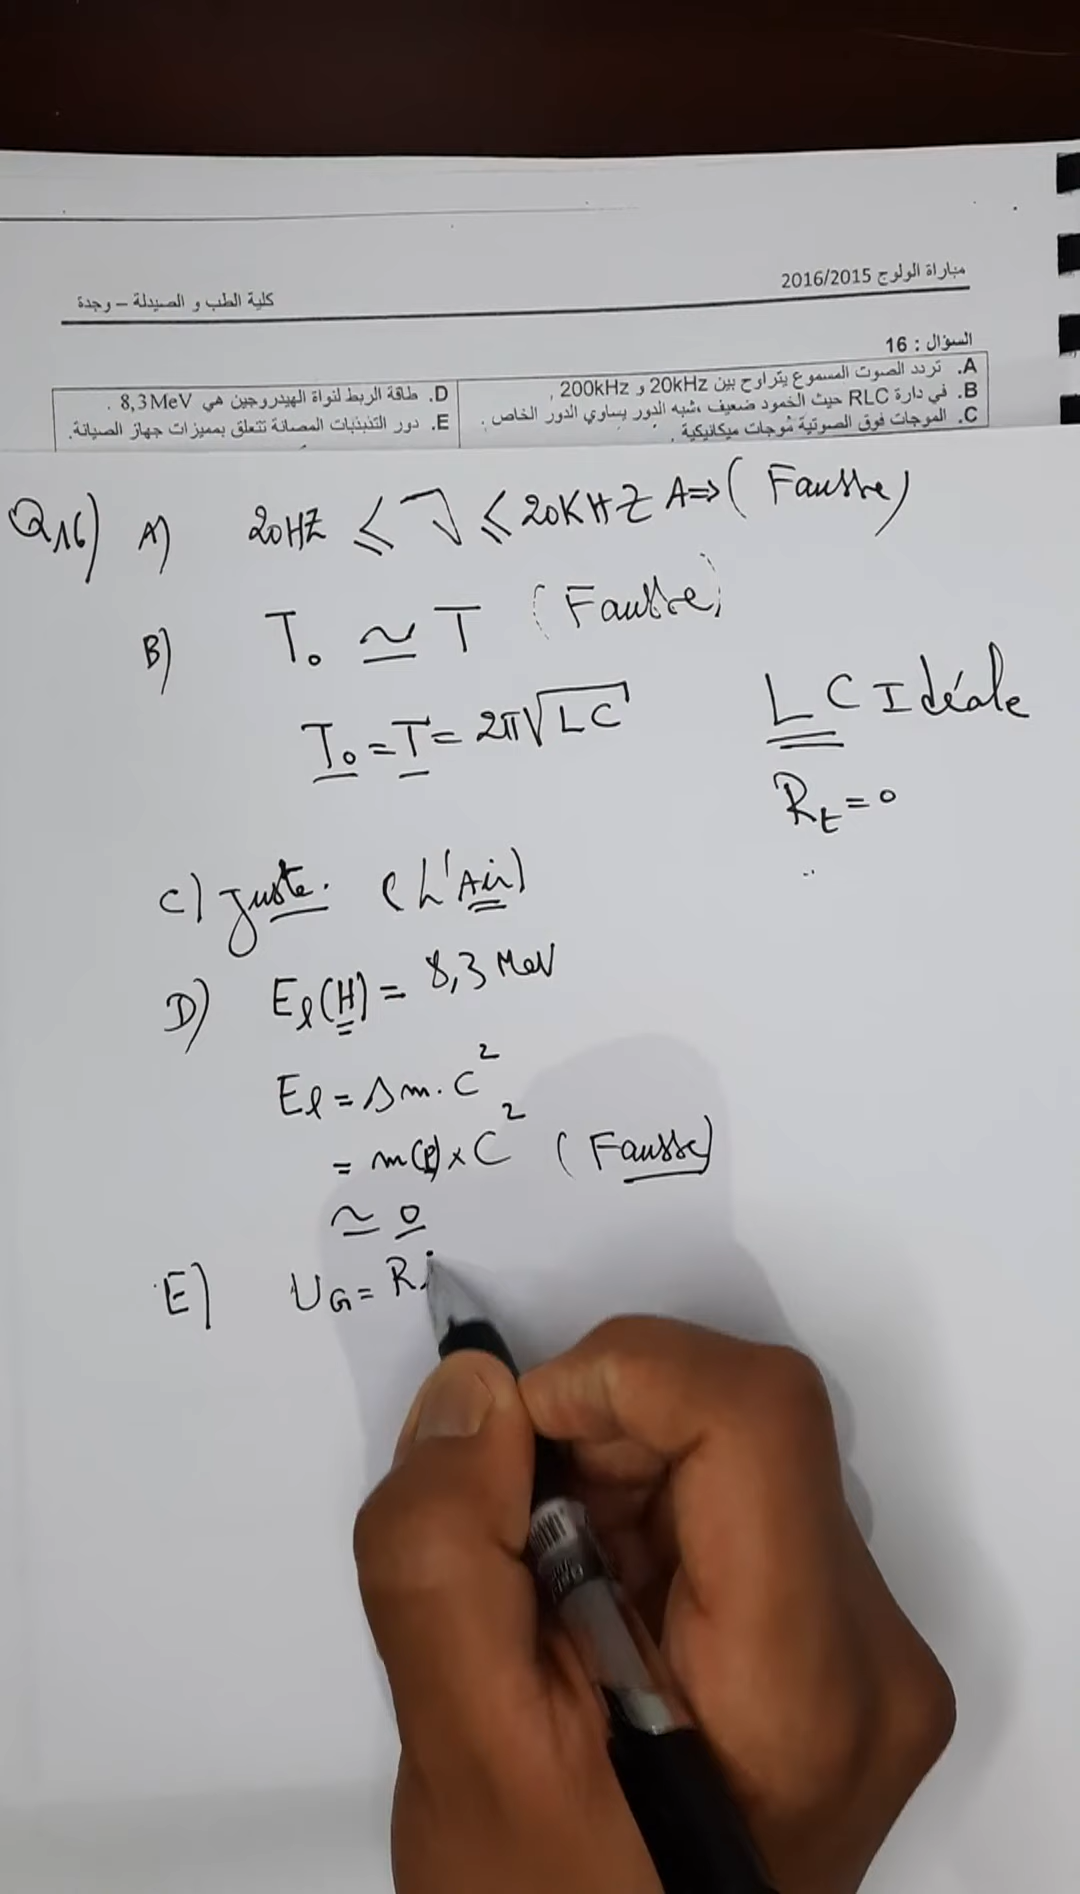 مباراة الولوج 2016/2015
كلية الطب و الصيدلة – وجدة
السؤال : 16
A. تردد الصوت المسموع يتراوح بين 20kHz و 200kHz .
B. في دارة RLC حيث الخمود ضعيف، شبه الدور يساوي الدور الخاص .
C. الموجات فوق الصوتية موجات ميكانيكية .
D. طاقة الربط لنواة الهيدروجين هي 8,3MeV .
E. دور التذبذبات المصانة تتعلق بمميزات جهاز الصيانة.
Q16) A) 20HZ ≤ ≤ 20KHZ A⇒ (Fausse)
B) T₀ ≃ T (Fausse)
T₀ = T = 2π√LC
LC Idéale
Rt = 0
C) Juste. (L'Air)
D) El(H) = 8,3 MeV
El = Δm.C²
= m( )×C² (Fausse)
≃ 0
E) UG = Ri